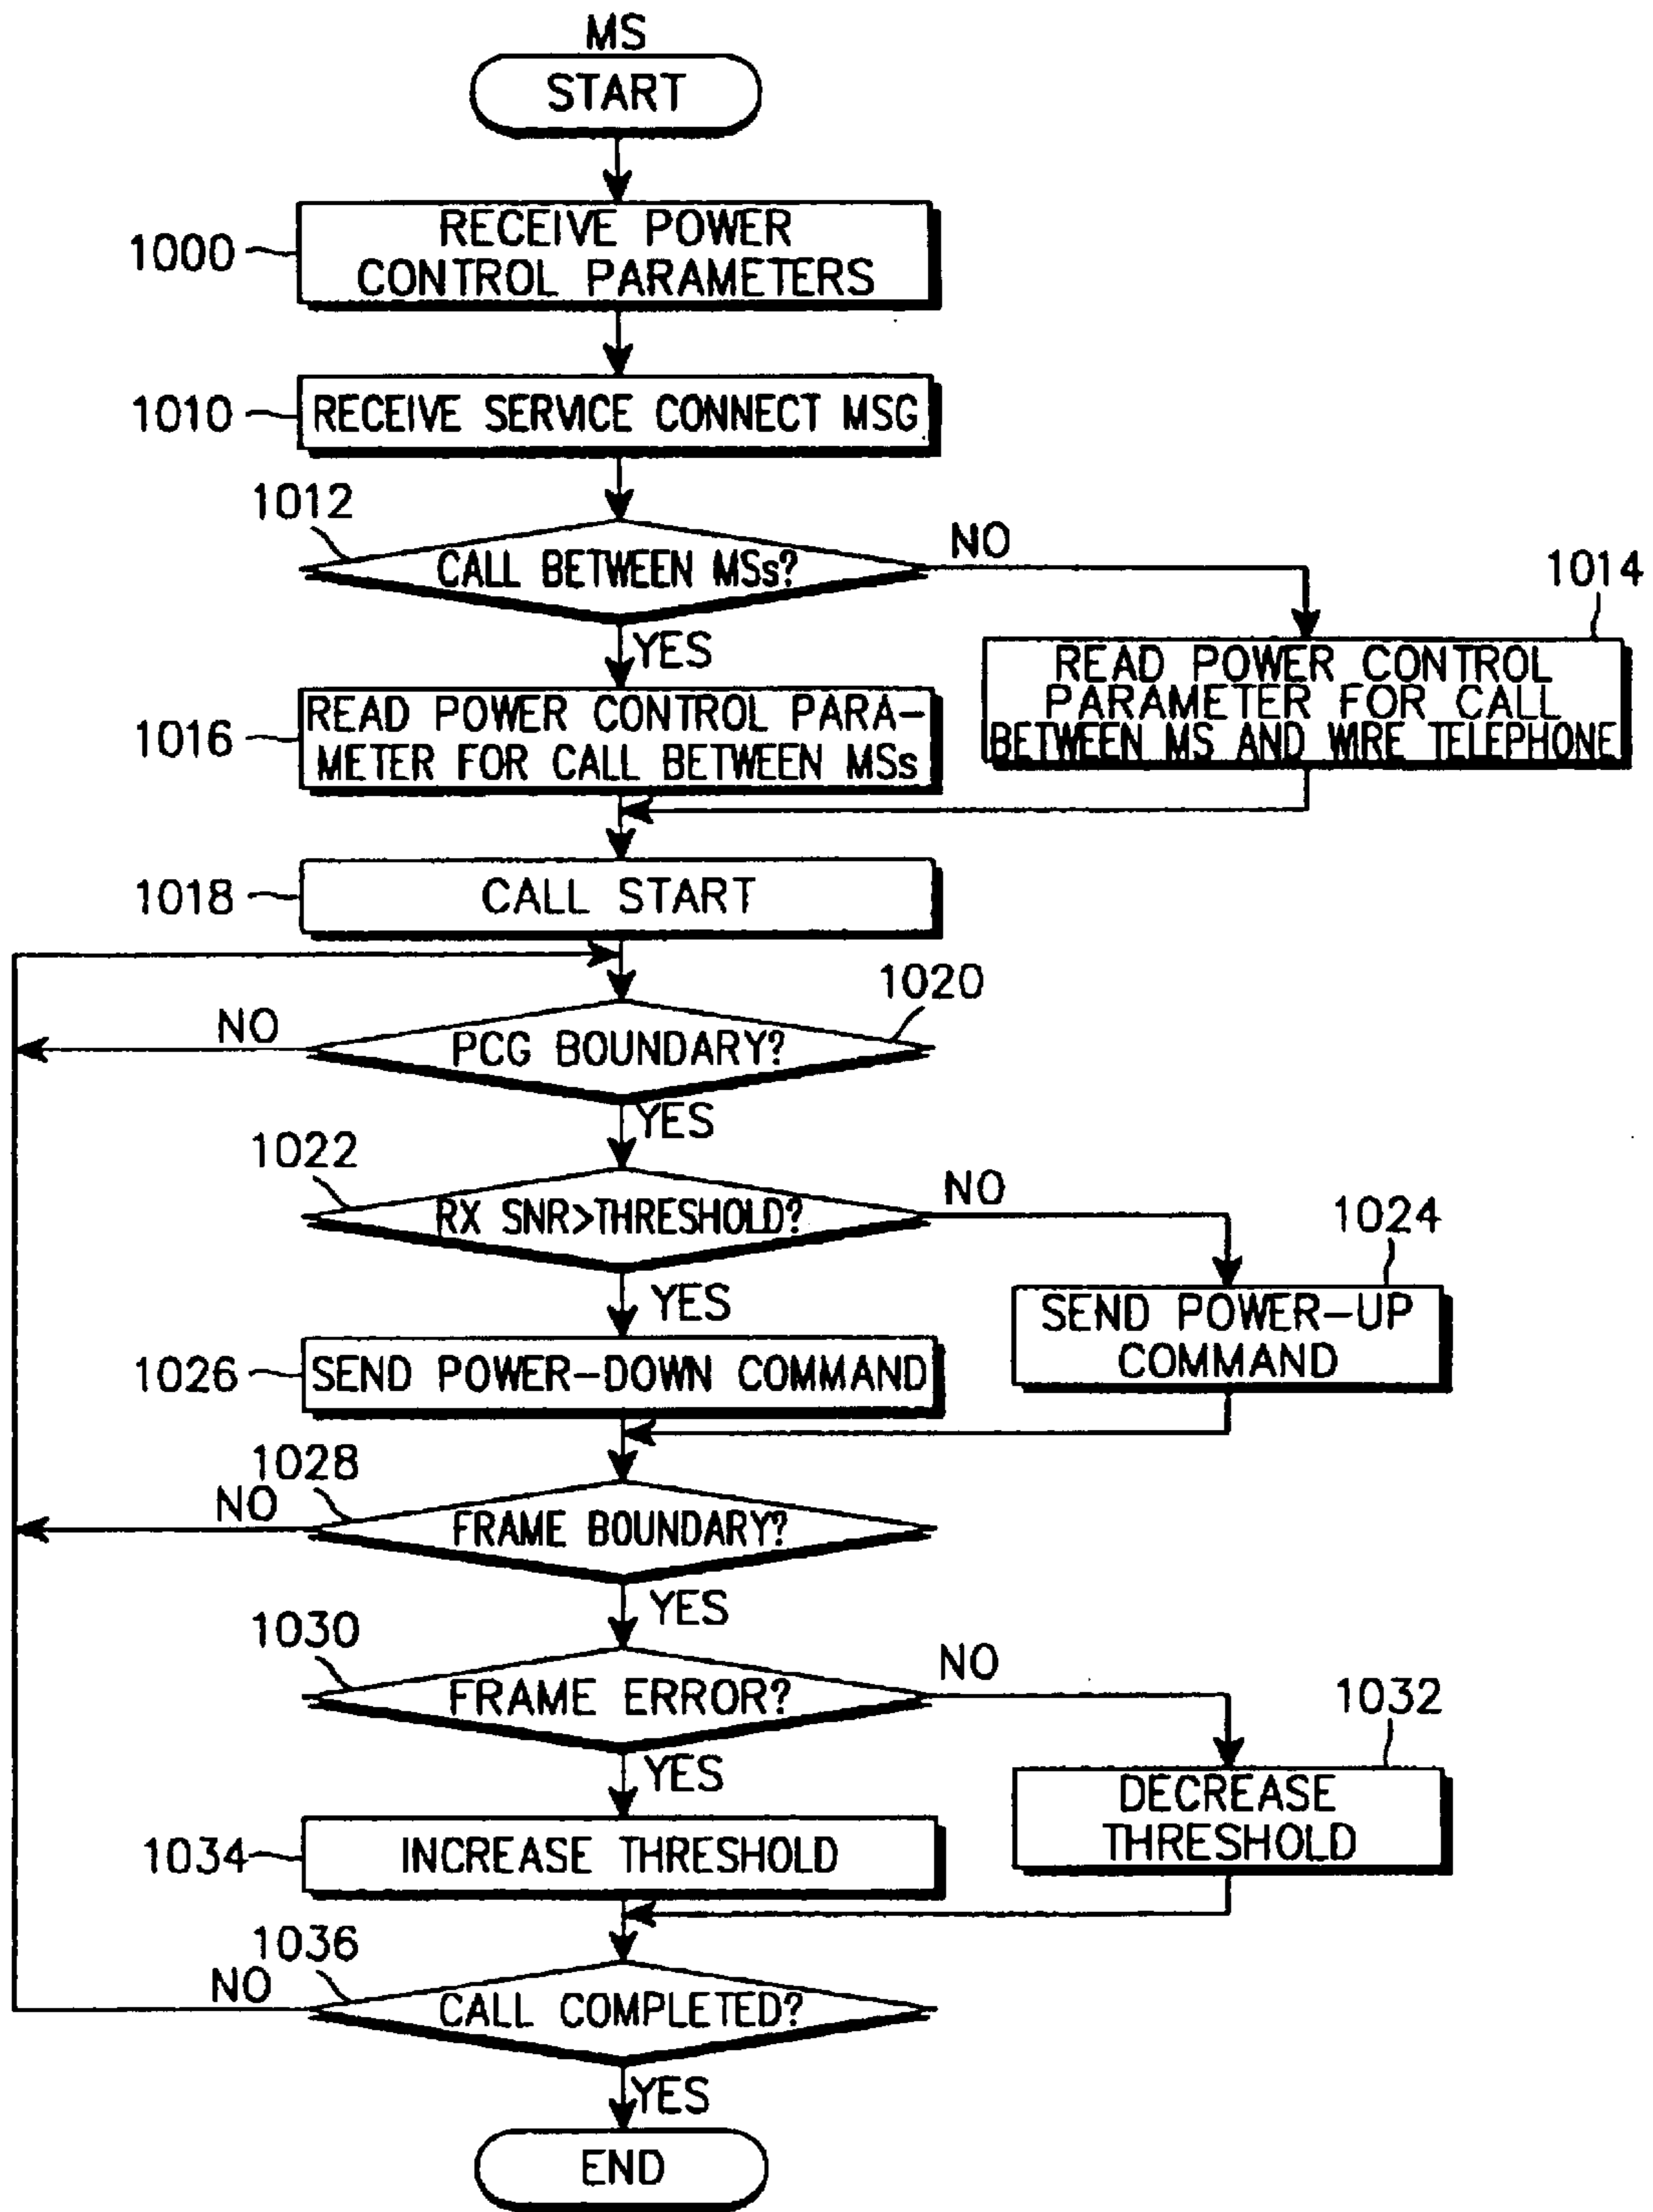 MS
START
1000
RECEIVE POWER
CONTROL PARAMETERS
1010
RECEIVE SERVICE CONNECT MSG
1012
CALL BETWEEN MSs?
NO
YES
1014
READ POWER CONTROL
PARAMETER FOR CALL
BETWEEN MS AND WIRE TELEPHONE
1016
READ POWER CONTROL PARA-
METER FOR CALL BETWEEN MSs
1018
CALL START
1020
PCG BOUNDARY?
NO
YES
1022
RX SNR>THRESHOLD?
NO
YES
1024
SEND POWER-UP
COMMAND
1026
SEND POWER-DOWN COMMAND
1028
FRAME BOUNDARY?
NO
YES
1030
FRAME ERROR?
NO
YES
1032
DECREASE
THRESHOLD
1034
INCREASE THRESHOLD
1036
CALL COMPLETED?
NO
YES
END